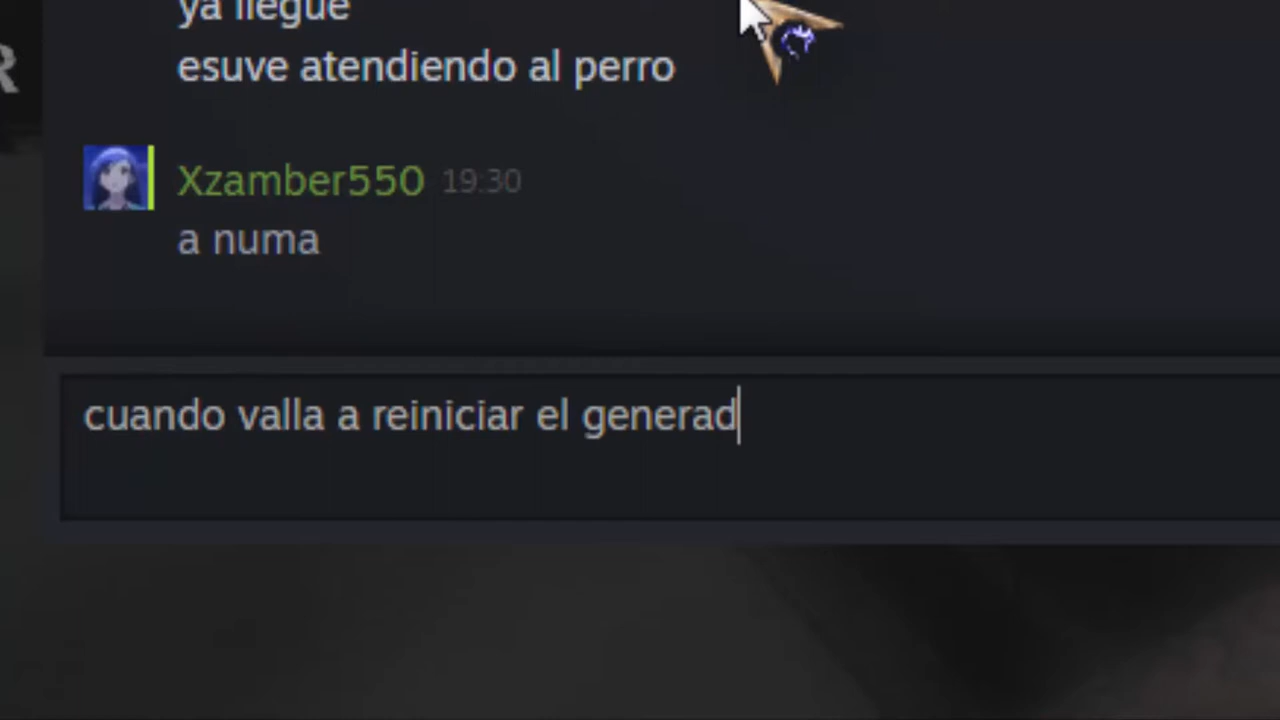 ya llegue
R
esuve atendiendo al perro
Xzamber550 19:30
a numa
cuando valla a reiniciar el generad